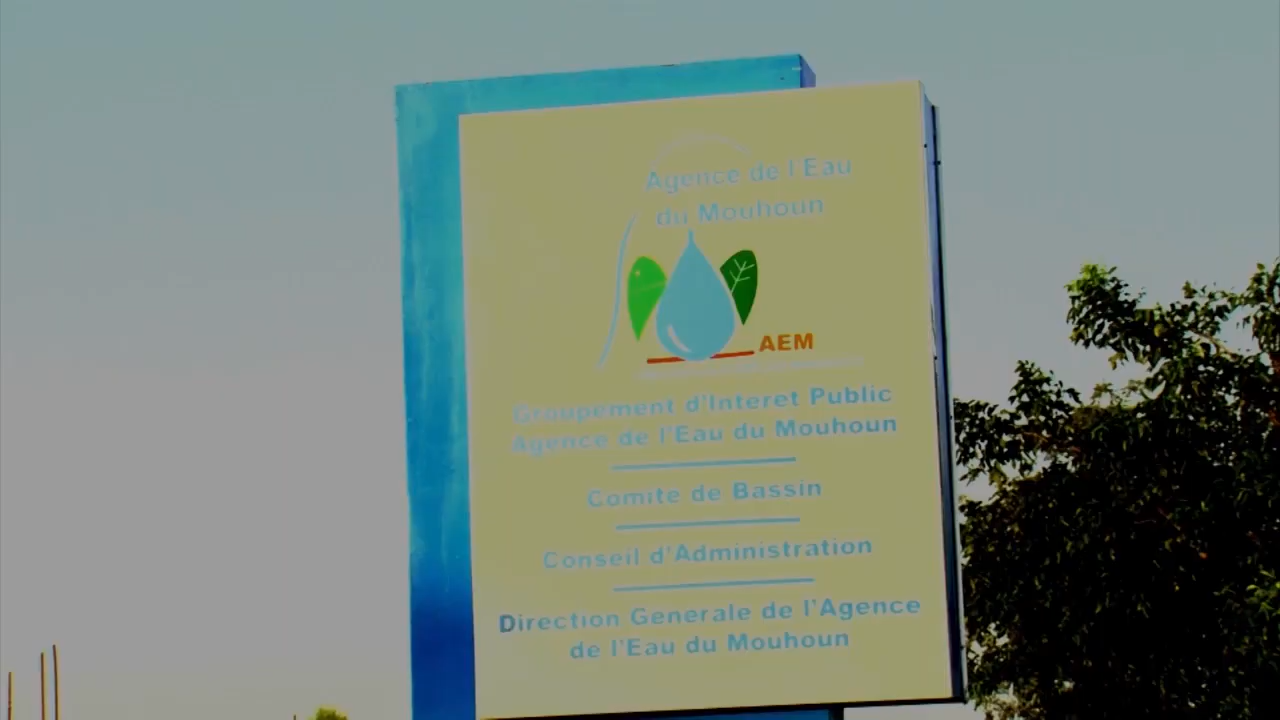 Agence de l'Eau
du Mouhoun
AEM
Groupement d'Interet Public
Agence de l'Eau du Mouhoun
Comite de Bassin
Conseil d'Administration
Direction Generale de l'Agence
de l'Eau du Mouhoun